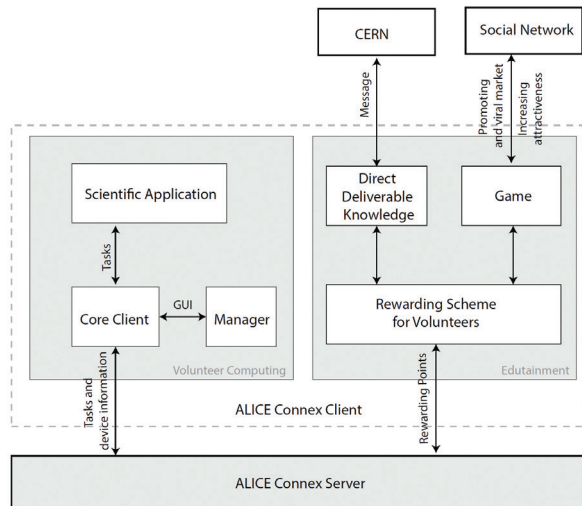 CERN
Social Network
Message
Promoting
and viral market
Increasing
attractiveness
Scientific Application
Direct
Deliverable
Knowledge
Game
Tasks
Core Client
GUI
Manager
Rewarding Scheme
for Volunteers
Volunteer Computing
Edutainment
Tasks and
device information
ALICE Connex Client
Rewarding Points
ALICE Connex Server